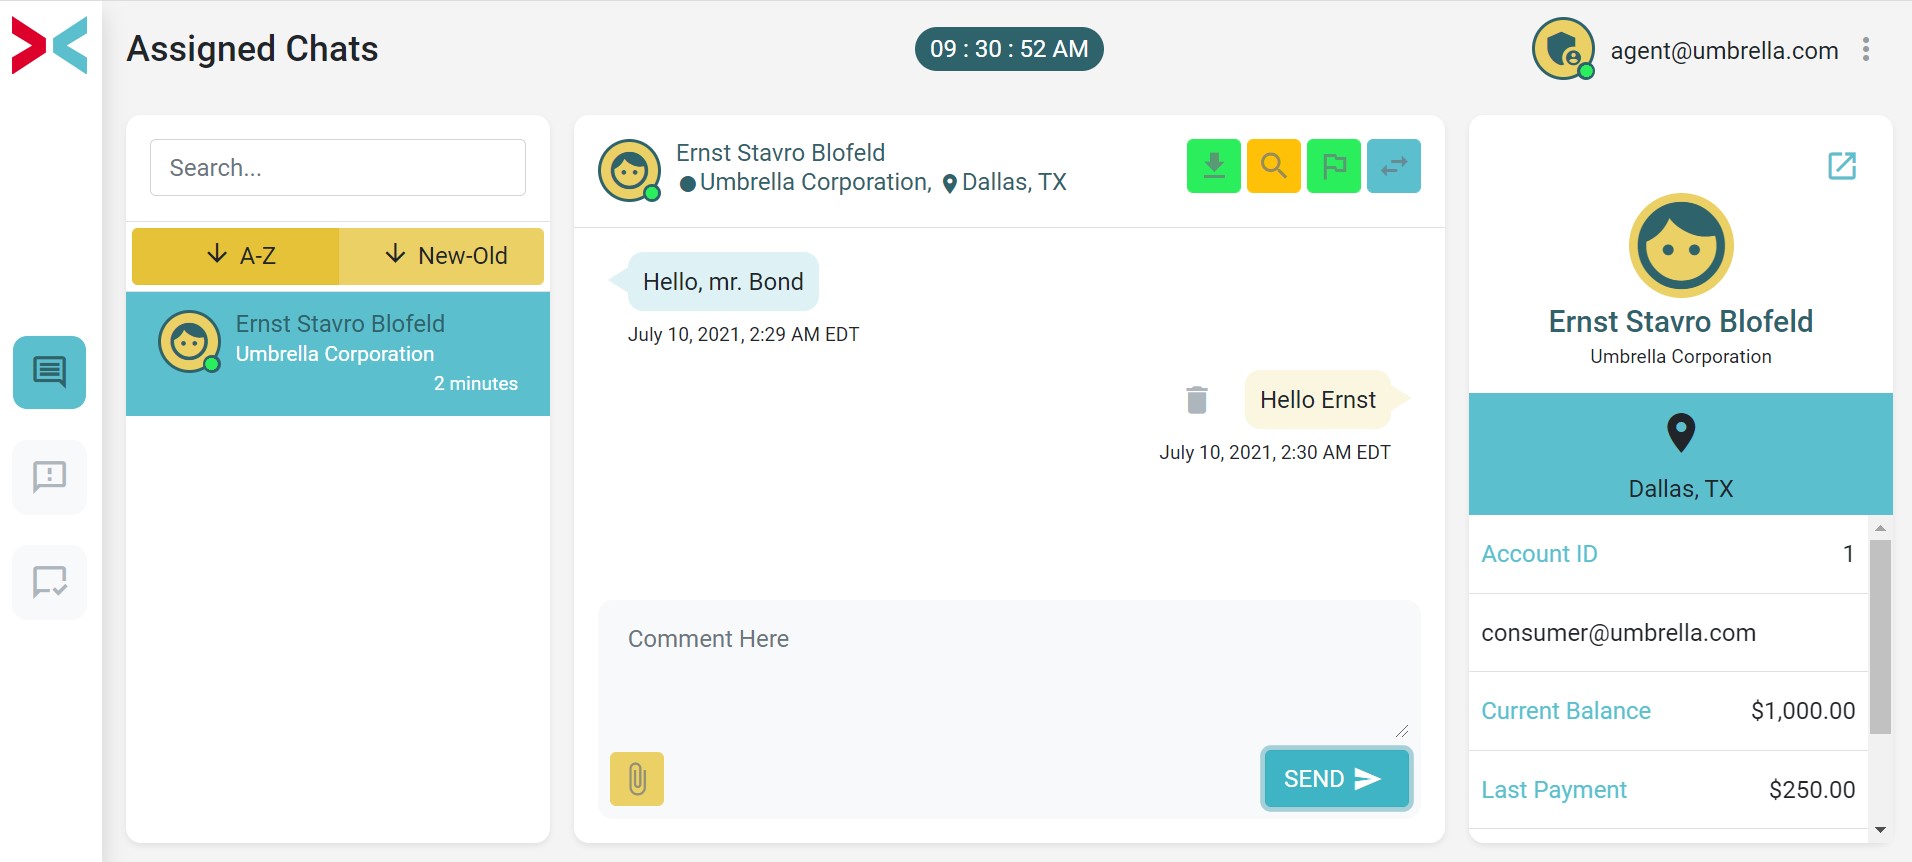 Assigned Chats
09 : 30 : 52 AM
agent@umbrella.com
Search...
A-Z
New-Old
Ernst Stavro Blofeld
Umbrella Corporation
2 minutes
Ernst Stavro Blofeld
Umbrella Corporation, Dallas, TX
Hello, mr. Bond
July 10, 2021, 2:29 AM EDT
Hello Ernst
July 10, 2021, 2:30 AM EDT
Comment Here
SEND
Ernst Stavro Blofeld
Umbrella Corporation
Dallas, TX
Account ID 1
consumer@umbrella.com
Current Balance $1,000.00
Last Payment $250.00